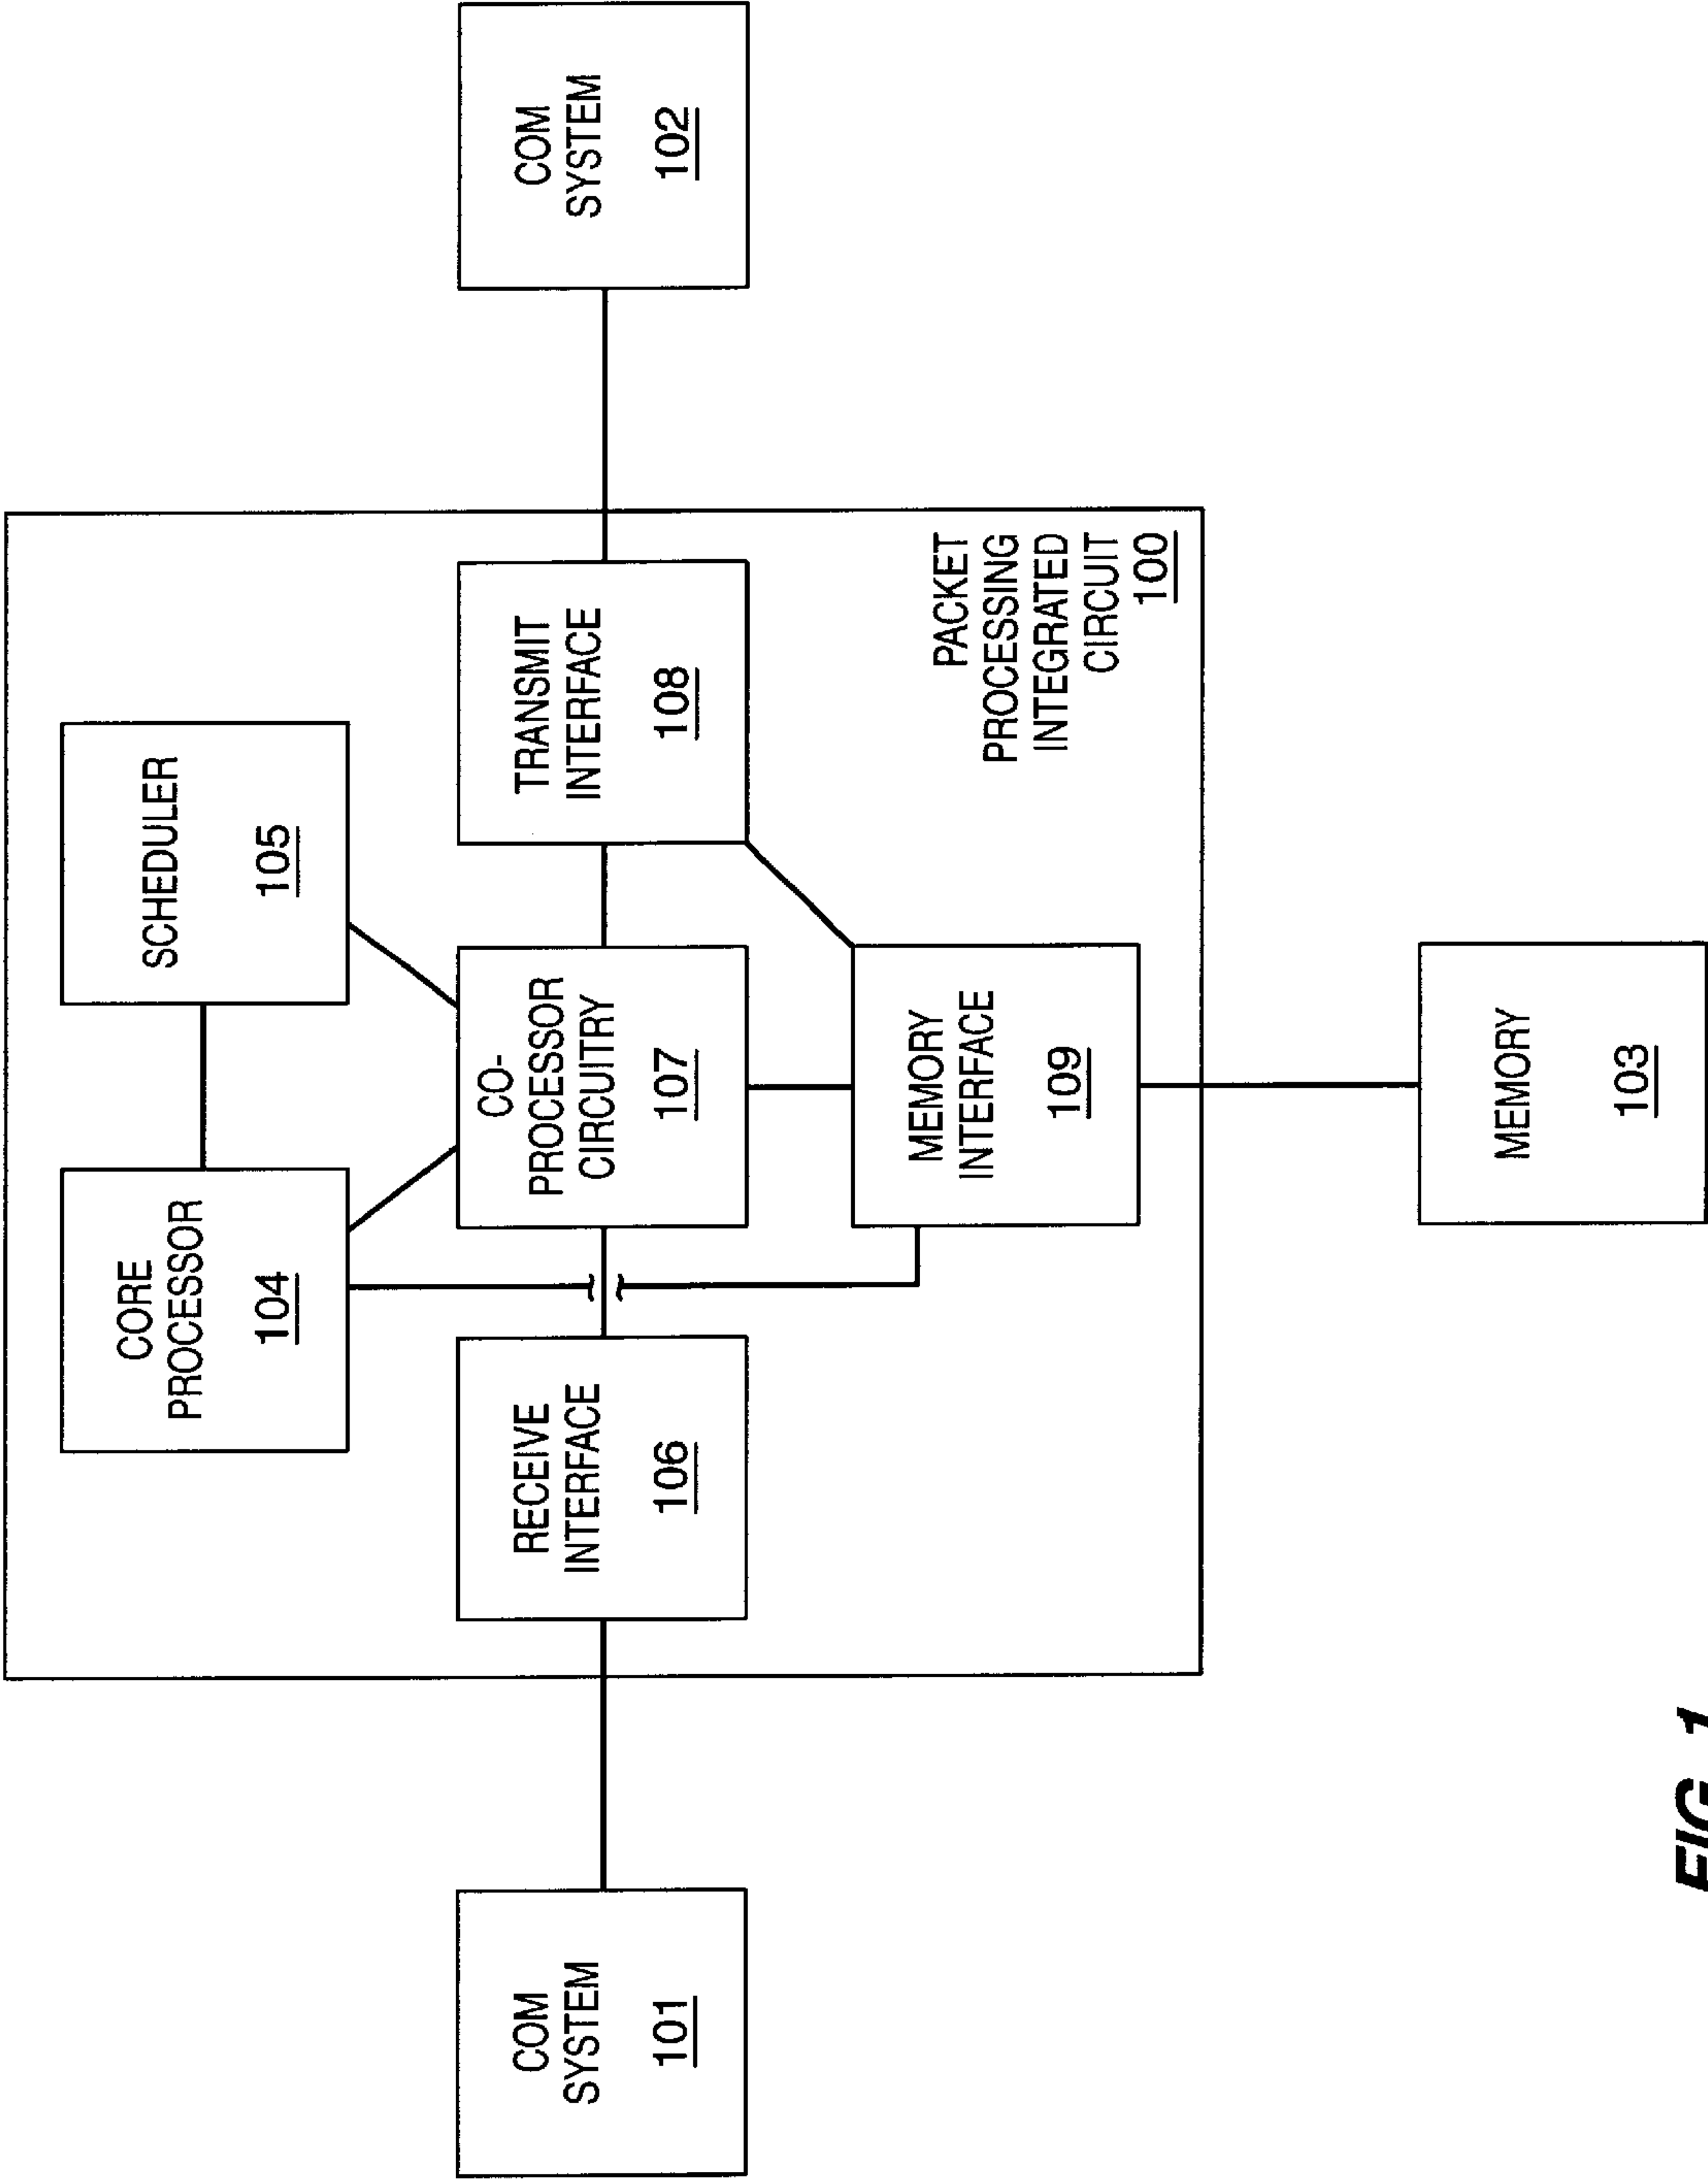 CORE
PROCESSOR
104
SCHEDULER
105
COM
SYSTEM
101
RECEIVE
INTERFACE
106
CO-
PROCESSOR
CIRCUITRY
107
TRANSMIT
INTERFACE
108
COM
SYSTEM
102
MEMORY
INTERFACE
109
PACKET
PROCESSING
INTEGRATED
CIRCUIT
100
MEMORY
103
FIG. 1